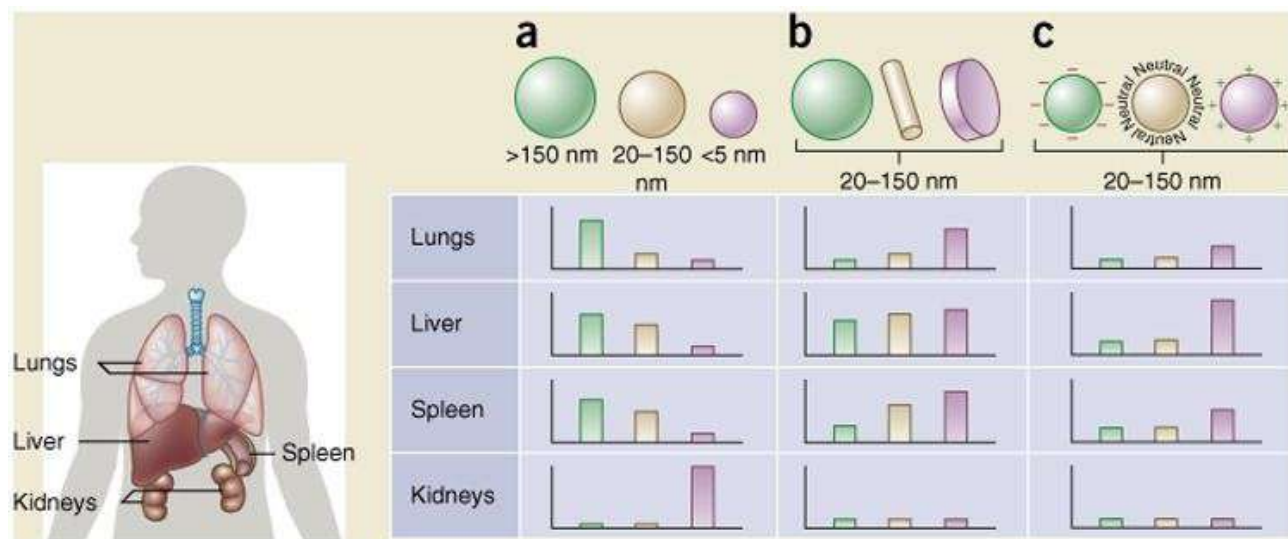 a
b
c
>150 nm 20–150 <5 nm
nm
20–150 nm
− − − − − − − −
Neutral Neutral Neutral Neutral
+ + + + + + + +
20–150 nm
Lungs
Liver
Spleen
Kidneys
Lungs
Liver
Spleen
Kidneys